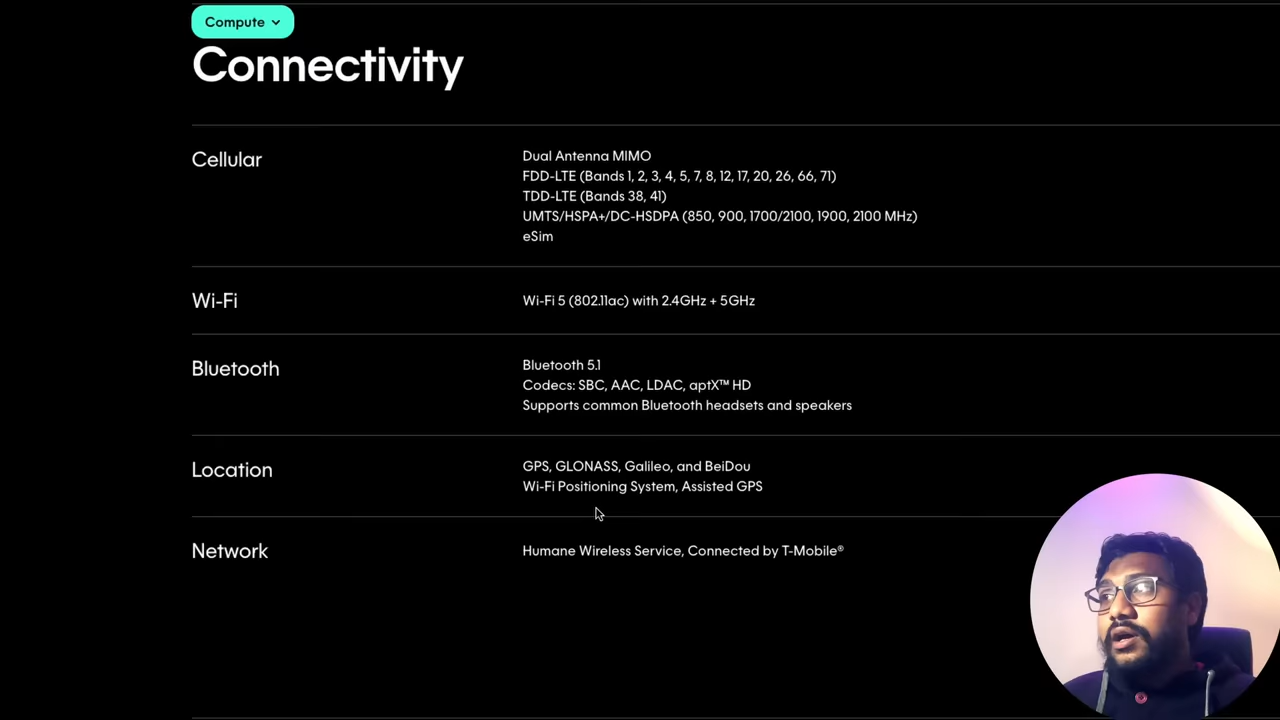 Compute
Connectivity
Cellular
Dual Antenna MIMO
FDD-LTE (Bands 1, 2, 3, 4, 5, 7, 8, 12, 17, 20, 26, 66, 71)
TDD-LTE (Bands 38, 41)
UMTS/HSPA+/DC-HSDPA (850, 900, 1700/2100, 1900, 2100 MHz)
eSim
Wi-Fi
Wi-Fi 5 (802.11ac) with 2.4GHz + 5GHz
Bluetooth
Bluetooth 5.1
Codecs: SBC, AAC, LDAC, aptX™ HD
Supports common Bluetooth headsets and speakers
Location
GPS, GLONASS, Galileo, and BeiDou
Wi-Fi Positioning System, Assisted GPS
Network
Humane Wireless Service, Connected by T-Mobile®